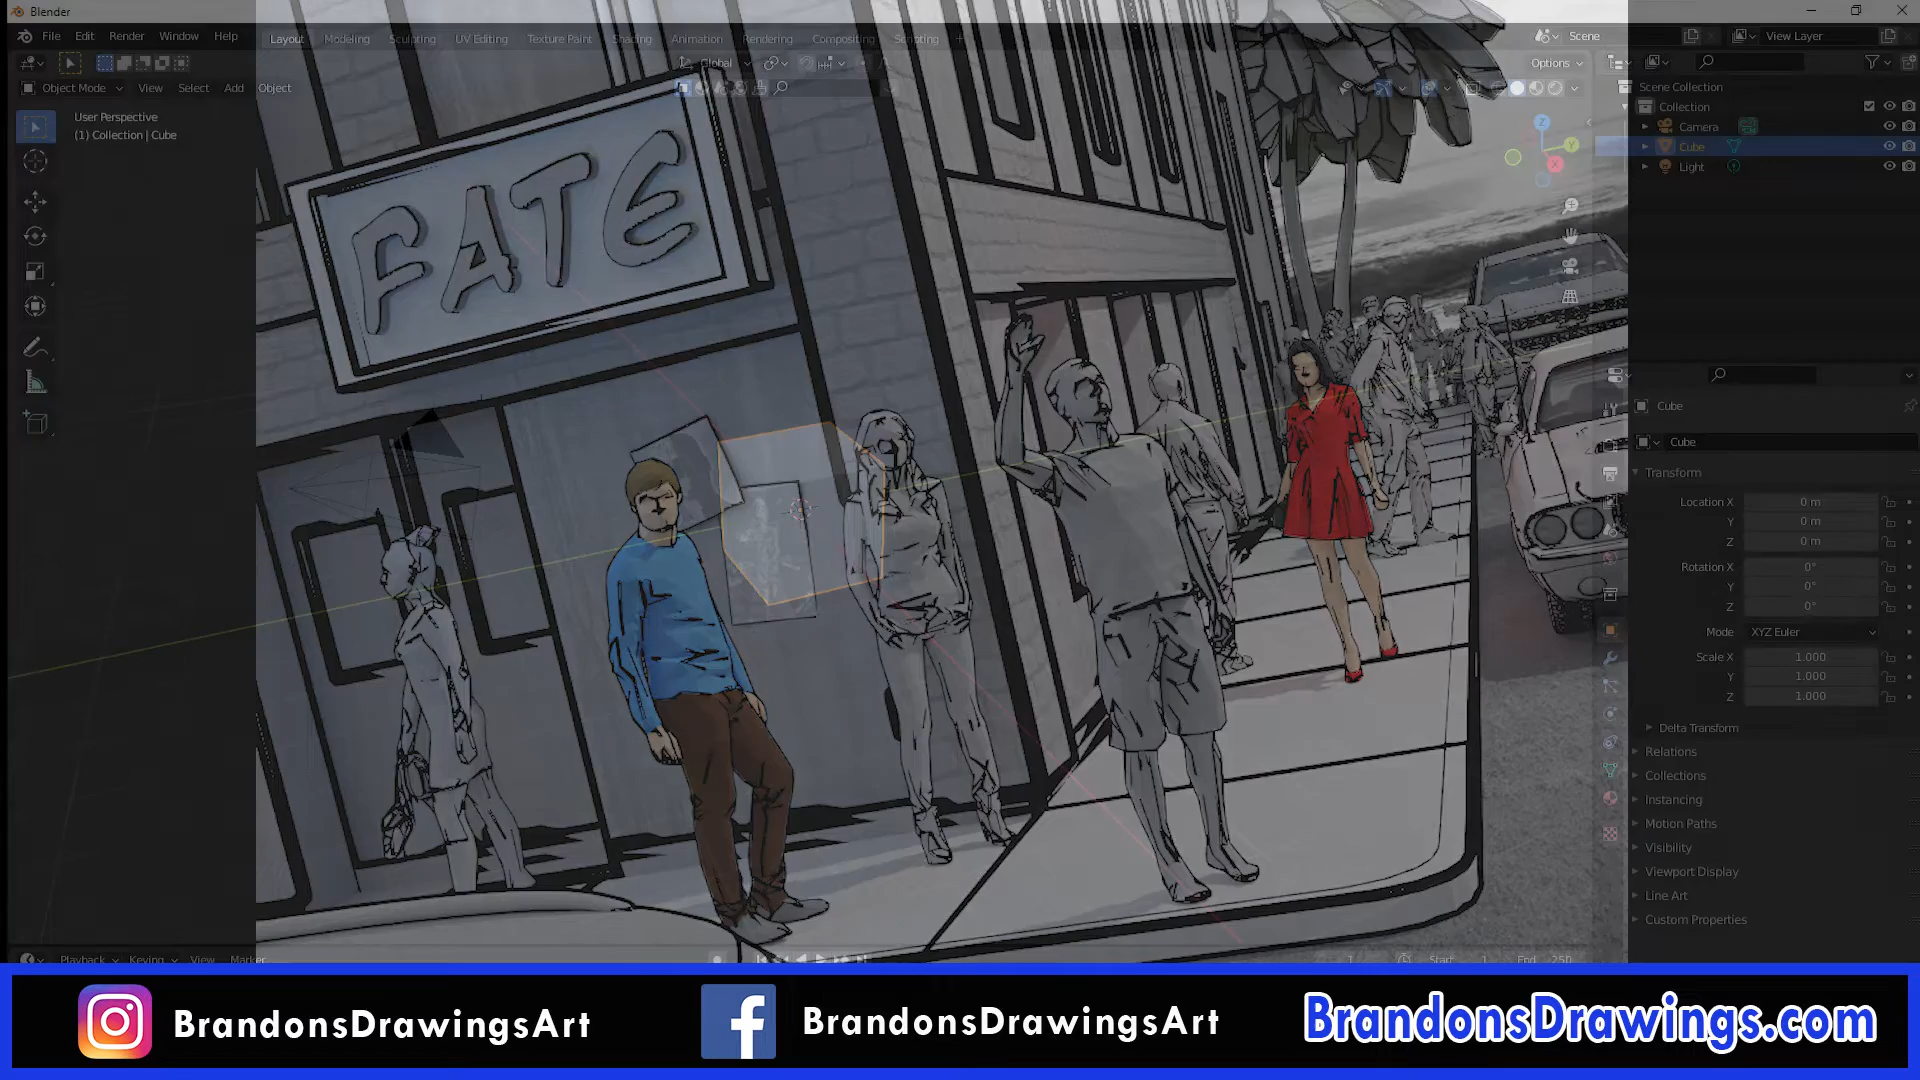 Blender
File Edit Render Window Help Layout Modeling Sculpting UV Editing Texture Paint Shading Animation Rendering Compositing Scripting + Scene View Layer
Global Options
Object Mode View Select Add Object
User Perspective
(1) Collection | Cube
Scene Collection
Collection
Camera
Cube
Light
Z
Y
X
FATE
Cube
Cube
Transform
Location X 0 m
Y 0 m
Z 0 m
Rotation X 0°
Y 0°
Z 0°
Mode XYZ Euler
Scale X 1.000
Y 1.000
Z 1.000
Delta Transform
Relations
Collections
Instancing
Motion Paths
Visibility
Viewport Display
Line Art
Custom Properties
Playback Keying View Marker 1 Start 1 End 250
BrandonsDrawingsArt BrandonsDrawingsArt BrandonsDrawings.com